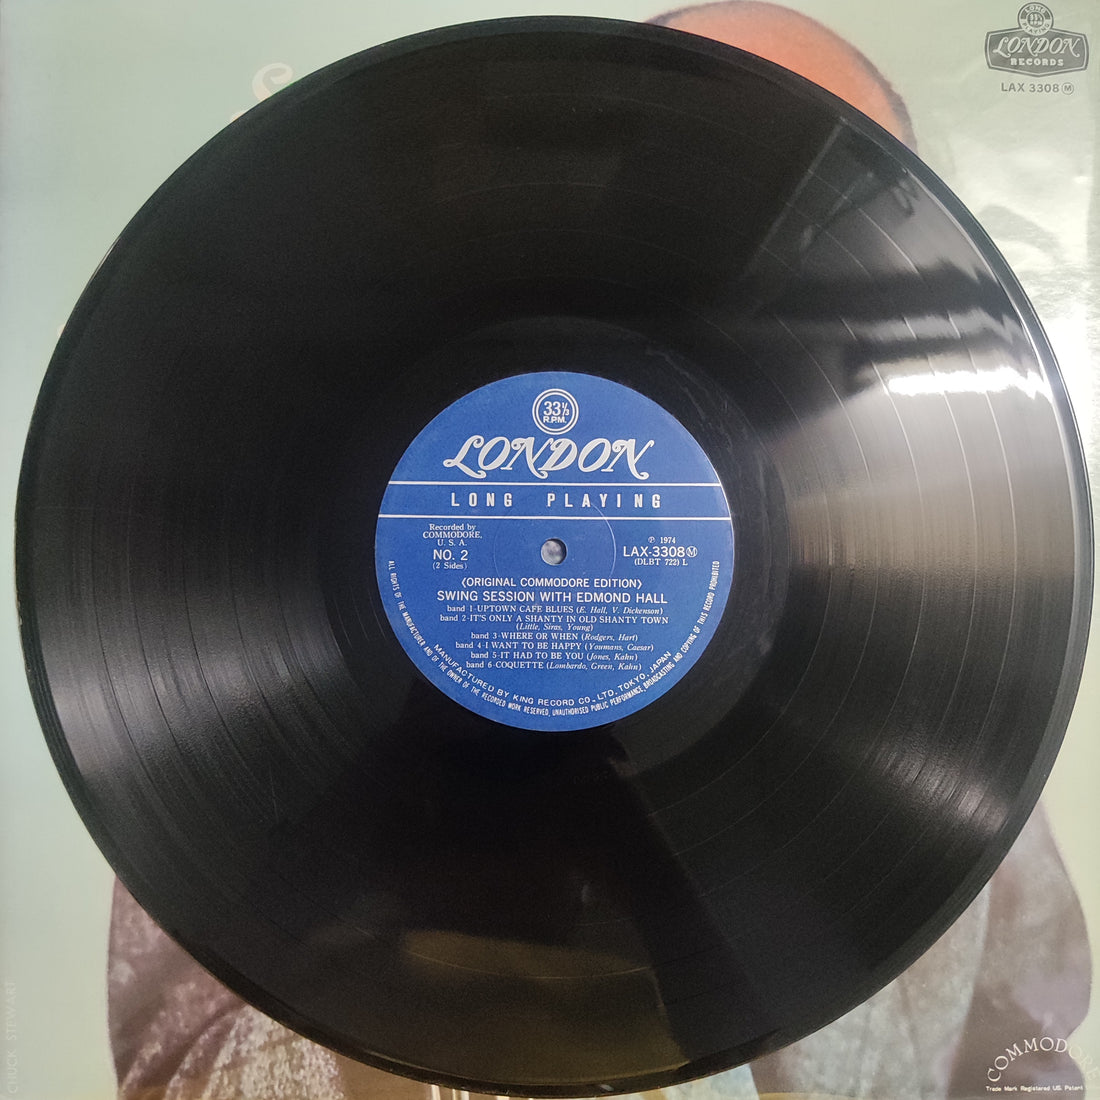 LONG
PLAYING
33⅓
RPM
LONDON
RECORDS
LAX 3308 Ⓜ
33⅓
R.P.M.
LONDON
LONG PLAYING
Recorded by
COMMODORE,
U. S. A.
NO. 2
(2 Sides)
Ⓟ 1974
LAX-3308Ⓜ
(DLBT 722) L
〈ORIGINAL COMMODORE EDITION〉
SWING SESSION WITH EDMOND HALL
band 1-UPTOWN CAFE BLUES (E. Hall, V. Dickenson)
band 2-IT'S ONLY A SHANTY IN OLD SHANTY TOWN
(Little, Siras, Young)
band 3-WHERE OR WHEN (Rodgers, Hart)
band 4-I WANT TO BE HAPPY (Youmans, Caesar)
band 5-IT HAD TO BE YOU (Jones, Kahn)
band 6-COQUETTE (Lombardo, Green, Kahn)
MANUFACTURED BY KING RECORD CO., LTD. TOKYO, JAPAN
ALL RIGHTS OF THE MANUFACTURER AND OF THE OWNER OF THE RECORDED WORK RESERVED, UNAUTHORISED PUBLIC PERFORMANCE, BROADCASTING AND COPYING OF THIS RECORD PROHIBITED
CHUCK STEWART
COMMODORE
Trade Mark Registered US. Patent